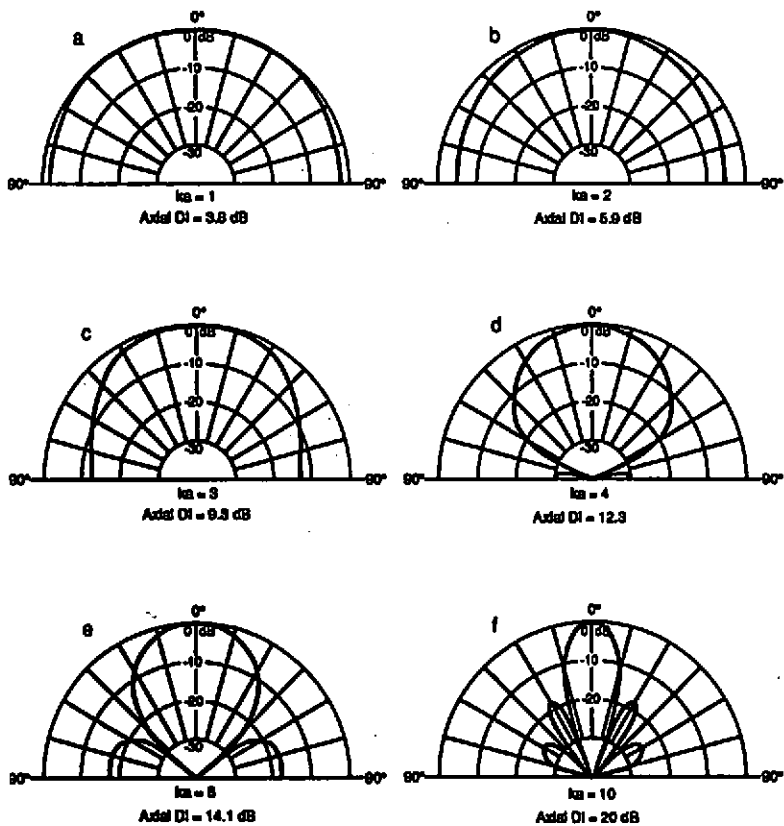 a
0°
0 dB
-10
-20
-30
90°
90°
ka = 1
Axial DI = 3.8 dB
b
0°
0 dB
-10
-20
-30
90°
90°
ka = 2
Axial DI = 5.9 dB
c
0°
0 dB
-10
-20
-30
90°
90°
ka = 3
Axial DI = 9.3 dB
d
0°
0 dB
-10
-20
-30
90°
90°
ka = 4
Axial DI = 12.3
e
0°
0 dB
-10
-20
-30
90°
90°
ka =
Axial DI = 14.1 dB
f
0°
0 dB
-10
-20
-30
90°
90°
ka = 10
Axial DI = 20 dB